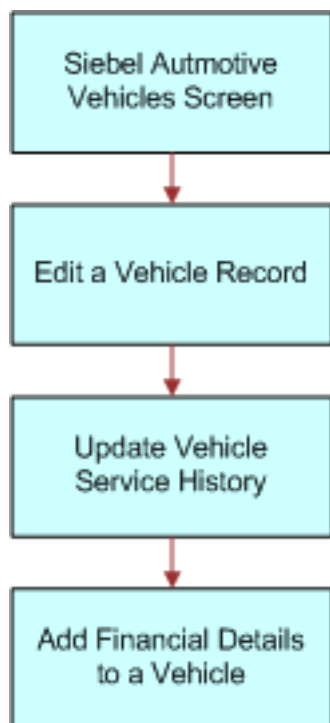 Siebel Autmotive
Vehicles Screen
Edit a Vehicle Record
Update Vehicle
Service History
Add Financial Details
to a Vehicle